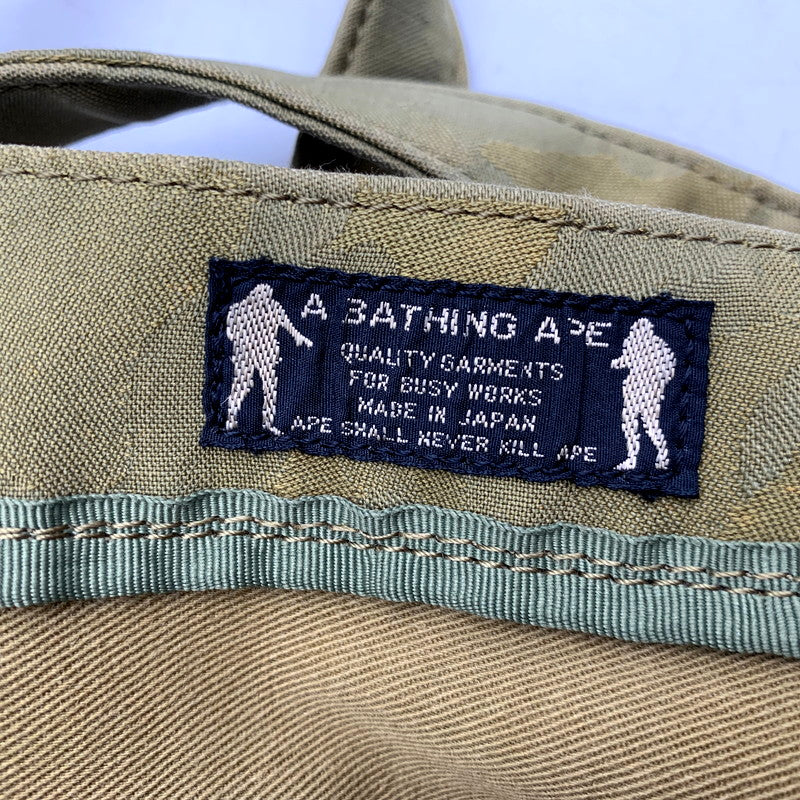 A BATHING APE
QUALITY GARMENTS
FOR BUSY WORKS
MADE IN JAPAN
APE SHALL NEVER KILL APE